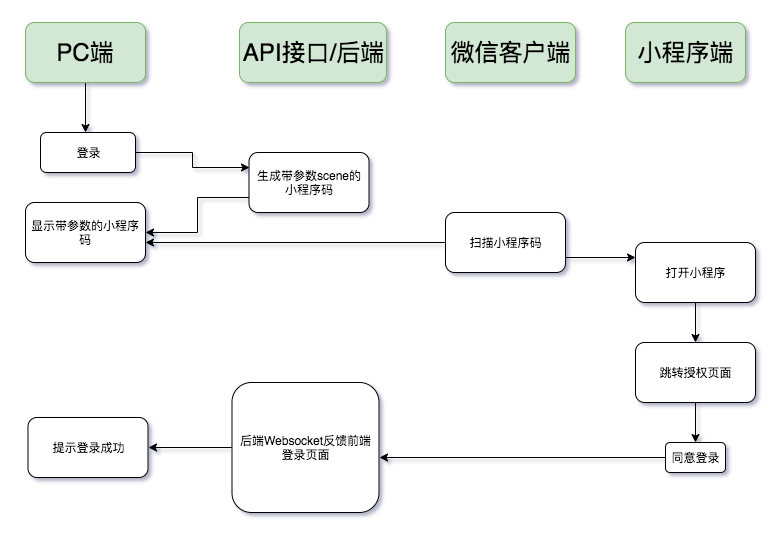 PC端
API接口/后端
微信客户端
小程序端
登录
生成带参数scene的
小程序码
显示带参数的小程序
码
扫描小程序码
打开小程序
跳转授权页面
后端Websocket反馈前端
登录页面
提示登录成功
同意登录